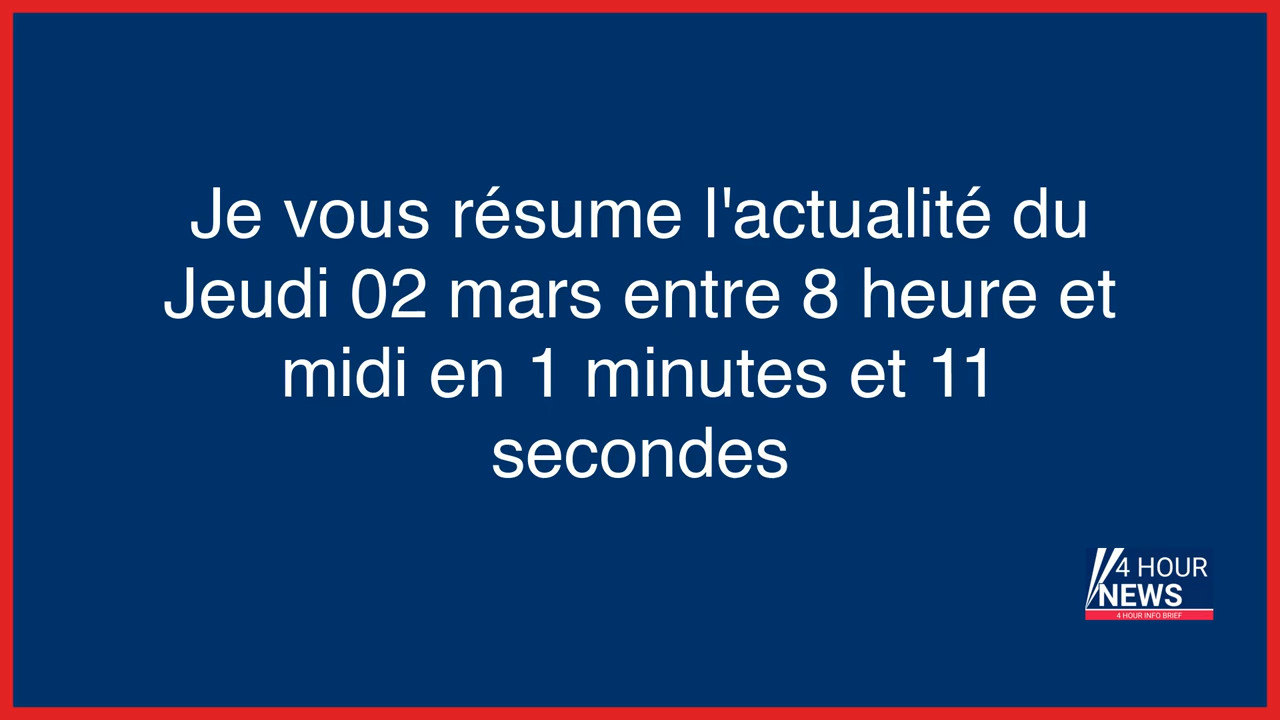 Je vous résume l'actualité du
Jeudi 02 mars entre 8 heure et
midi en 1 minutes et 11
secondes
4 HOUR
NEWS
4 HOUR INFO BRIEF